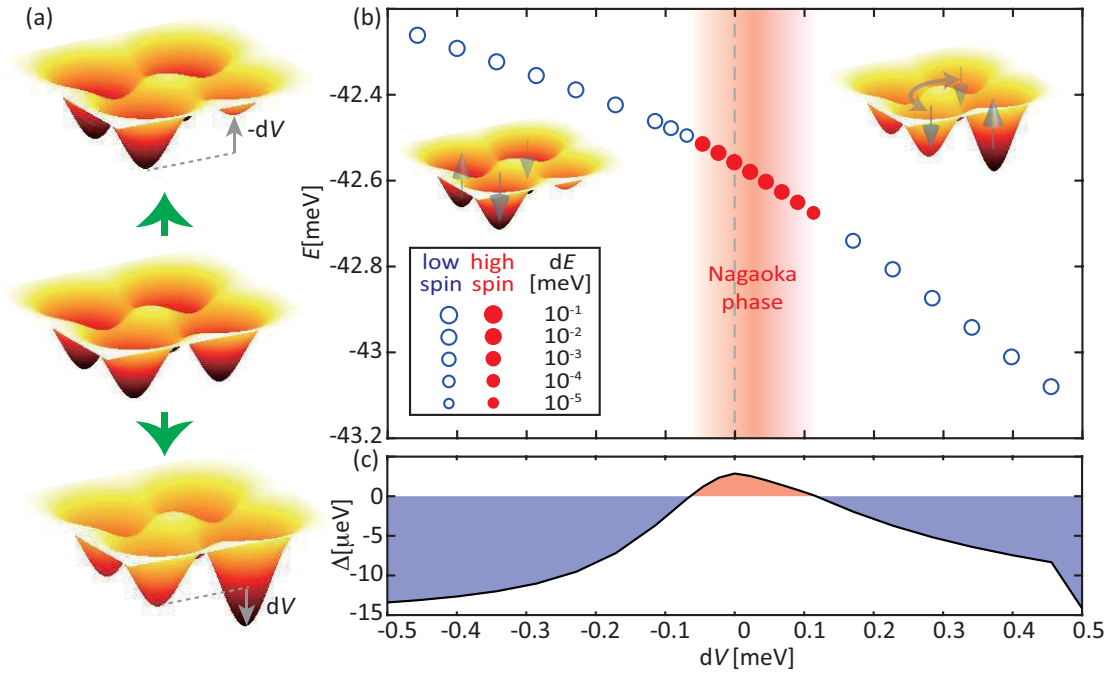 (a)
-dV
dV
(b)
E[meV]
-42.4
-42.6
-42.8
-43
-43.2
low spin
high spin
dE [meV]
10⁻¹
10⁻²
10⁻³
10⁻⁴
10⁻⁵
Nagaoka
phase
(c)
Δ[μeV]
0
-5
-10
-15
-0.5 -0.4 -0.3 -0.2 -0.1 0 0.1 0.2 0.3 0.4 0.5
dV [meV]